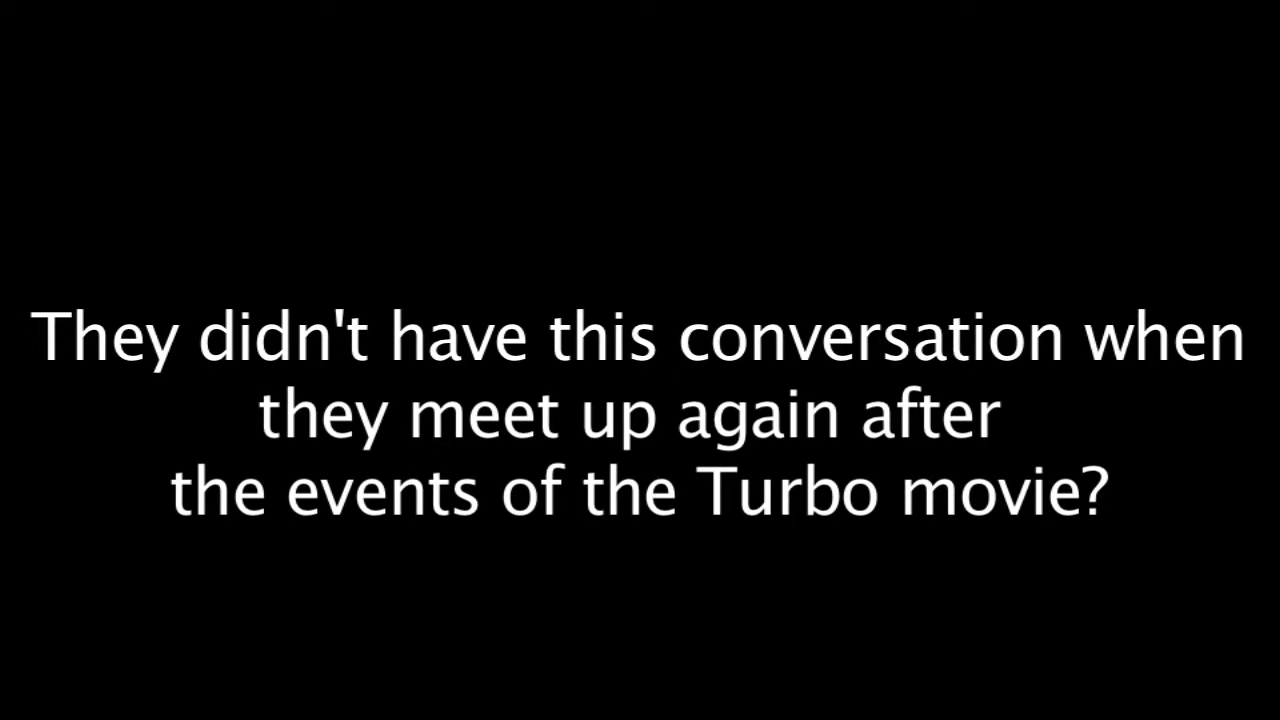 They didn't have this conversation when
they meet up again after
the events of the Turbo movie?